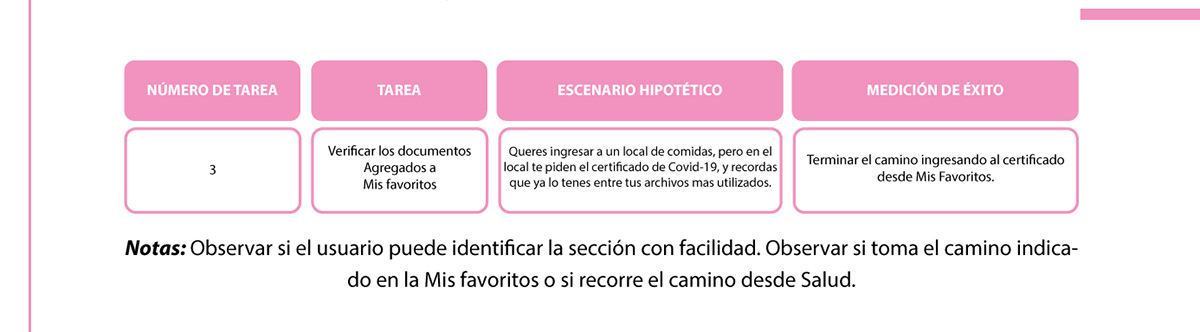 NÚMERO DE TAREA
TAREA
ESCENARIO HIPOTÉTICO
MEDICIÓN DE ÉXITO
3
Verificar los documentos
Agregados a
Mis favoritos
Queres ingresar a un local de comidas, pero en el
local te piden el certificado de Covid-19, y recordas
que ya lo tenes entre tus archivos mas utilizados.
Terminar el camino ingresando al certificado
desde Mis Favoritos.
Notas: Observar si el usuario puede identificar la sección con facilidad. Observar si toma el camino indica-
do en la Mis favoritos o si recorre el camino desde Salud.